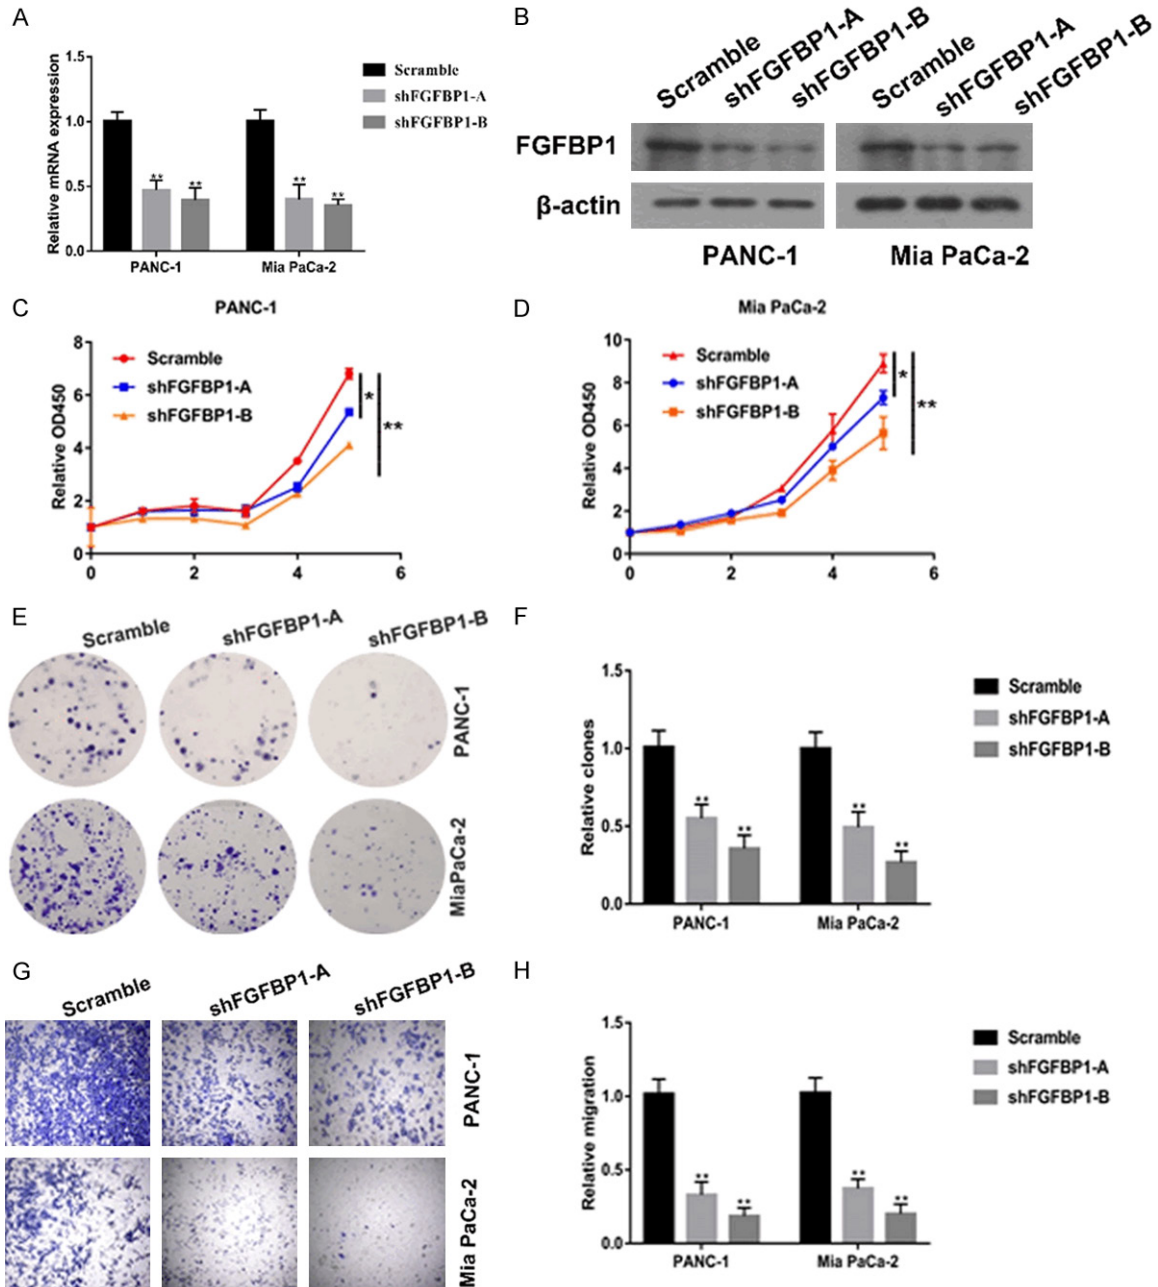 A
Relative mRNA expression
1.5
1.0
0.5
0.0
** ** ** **
PANC-1 Mia PaCa-2
Scramble
shFGFBP1-A
shFGFBP1-B
B
Scramble shFGFBP1-A shFGFBP1-B Scramble shFGFBP1-A shFGFBP1-B
FGFBP1
β-actin
PANC-1 Mia PaCa-2
C
PANC-1
Relative OD450
8
6
4
2
0
0 2 4 6
Scramble
shFGFBP1-A
shFGFBP1-B
*
**
D
Mia PaCa-2
Relative OD450
10
8
6
4
2
0
0 2 4 6
Scramble
shFGFBP1-A
shFGFBP1-B
*
**
E
Scramble shFGFBP1-A shFGFBP1-B
PANC-1
MiaPaCa-2
F
Relative clones
1.5
1.0
0.5
0.0
** ** ** **
PANC-1 Mia PaCa-2
Scramble
shFGFBP1-A
shFGFBP1-B
G
Scramble shFGFBP1-A shFGFBP1-B
PANC-1
Mia PaCa-2
H
Relative migration
1.5
1.0
0.5
0.0
** ** ** **
PANC-1 Mia PaCa-2
Scramble
shFGFBP1-A
shFGFBP1-B